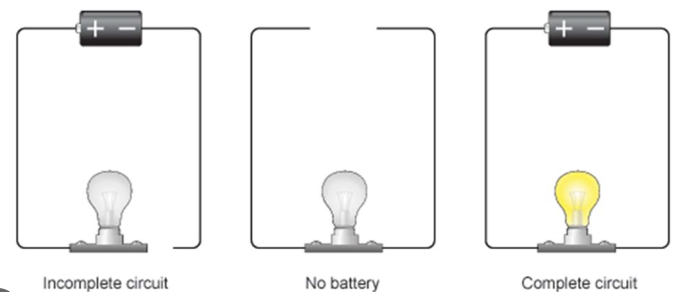 + −
+ −
Incomplete circuit
No battery
Complete circuit